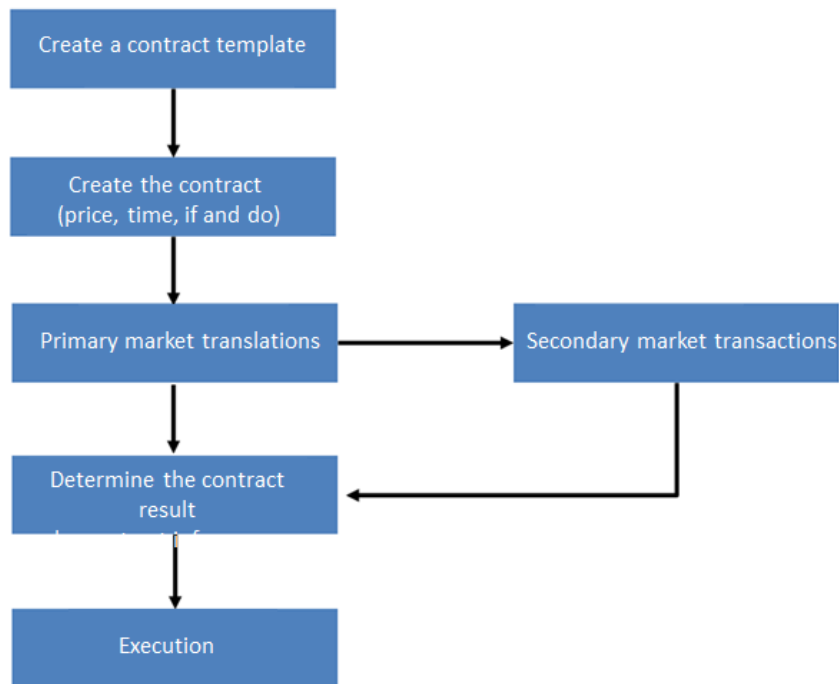 Create a contract template
Create the contract
(price, time, if and do)
Primary market translations
Secondary market transactions
Determine the contract
result
Execution